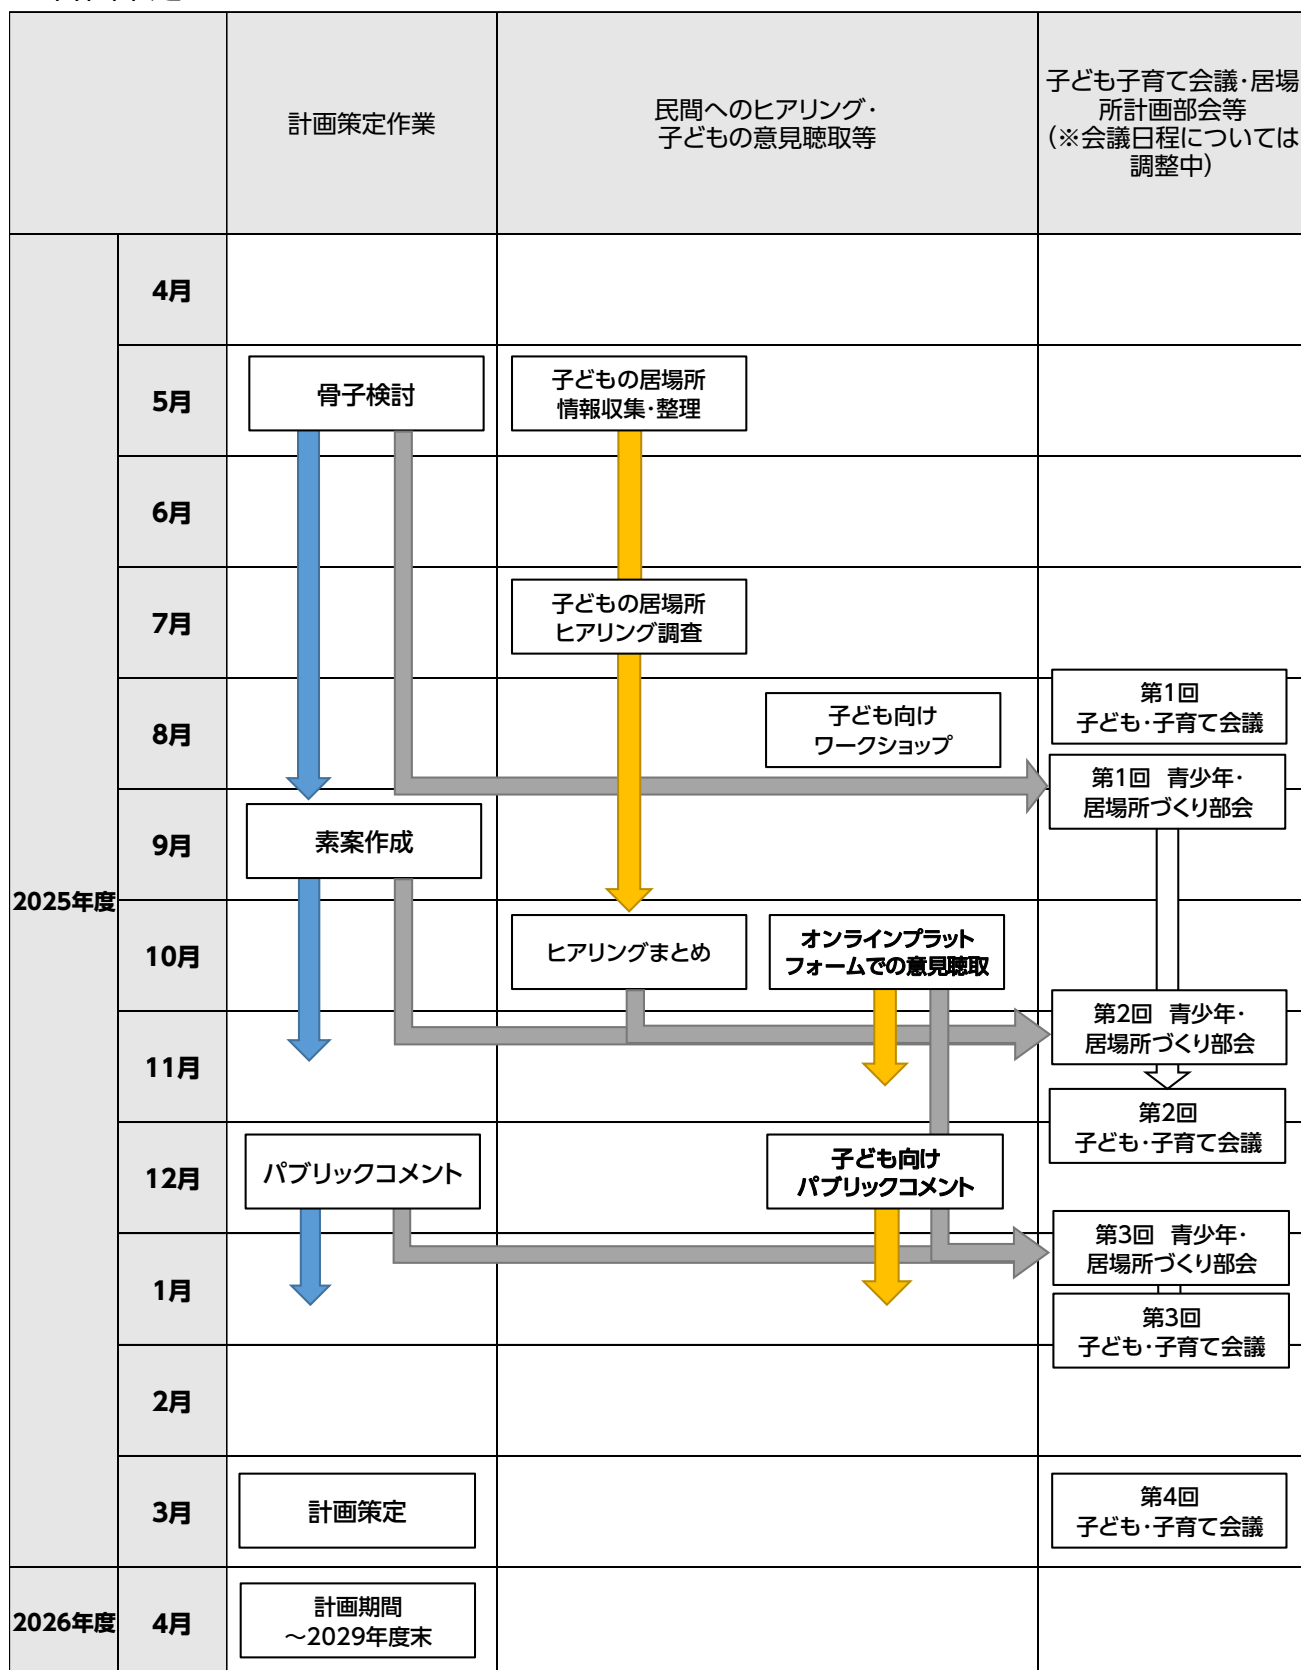 計画策定作業
民間へのヒアリング・
子どもの意見聴取等
子ども子育て会議・居場
所計画部会等
（※会議日程については
調整中）
2025年度
4月
5月
骨子検討
子どもの居場所
情報収集・整理
6月
7月
子どもの居場所
ヒアリング調査
8月
子ども向け
ワークショップ
第1回
子ども・子育て会議
第1回　青少年・
居場所づくり部会
9月
素案作成
10月
ヒアリングまとめ
オンラインプラット
フォームでの意見聴取
第2回　青少年・
居場所づくり部会
11月
第2回
子ども・子育て会議
12月
パブリックコメント
子ども向け
パブリックコメント
第3回　青少年・
居場所づくり部会
1月
第3回
子ども・子育て会議
2月
3月
計画策定
第4回
子ども・子育て会議
2026年度
4月
計画期間
～2029年度末